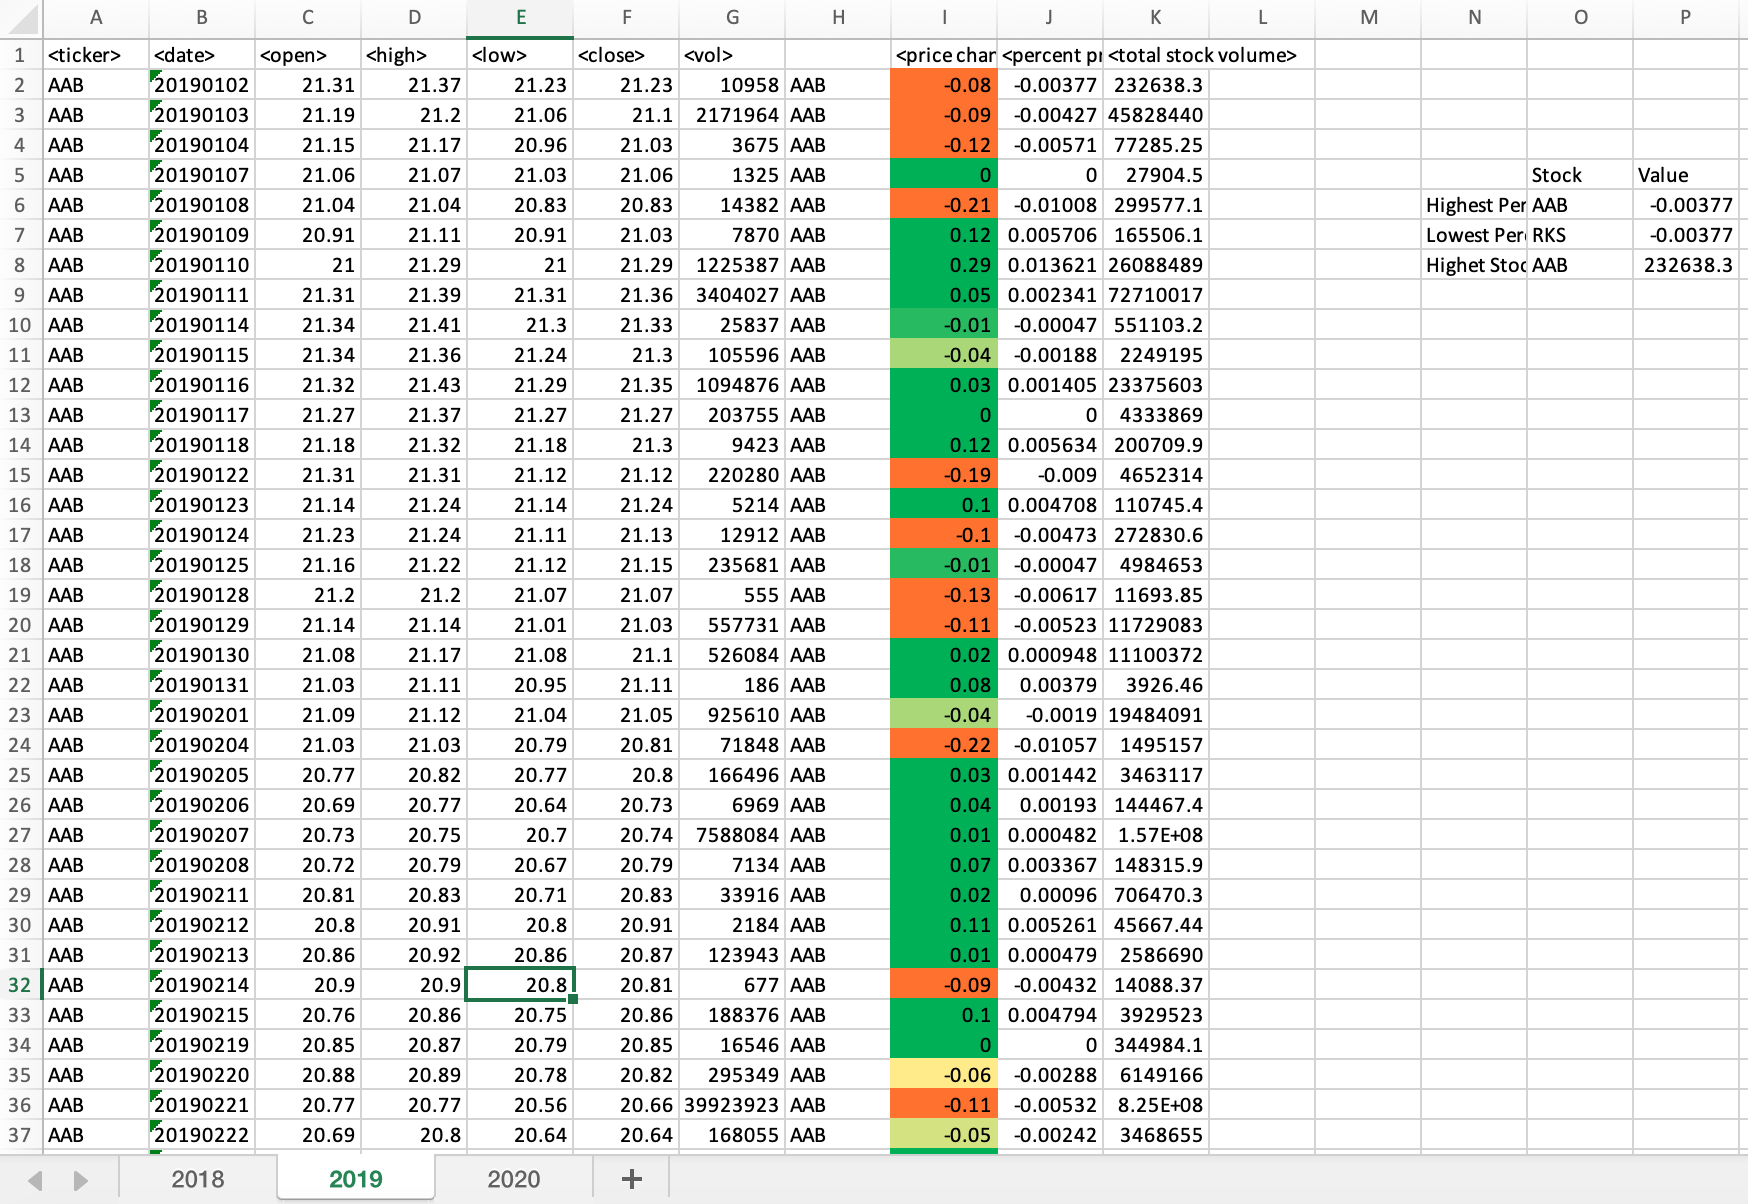 A B C D E F G H I J K L M N O P
1 <ticker> <date> <open> <high> <low> <close> <vol> <price char <percent pr <total stock volume>
2 AAB 20190102 21.31 21.37 21.23 21.23 10958 AAB -0.08 -0.00377 232638.3
3 AAB 20190103 21.19 21.2 21.06 21.1 2171964 AAB -0.09 -0.00427 45828440
4 AAB 20190104 21.15 21.17 20.96 21.03 3675 AAB -0.12 -0.00571 77285.25
5 AAB 20190107 21.06 21.07 21.03 21.06 1325 AAB 0 0 27904.5 Stock Value
6 AAB 20190108 21.04 21.04 20.83 20.83 14382 AAB -0.21 -0.01008 299577.1 Highest Per AAB -0.00377
7 AAB 20190109 20.91 21.11 20.91 21.03 7870 AAB 0.12 0.005706 165506.1 Lowest Per RKS -0.00377
8 AAB 20190110 21 21.29 21 21.29 1225387 AAB 0.29 0.013621 26088489 Highet Stoc AAB 232638.3
9 AAB 20190111 21.31 21.39 21.31 21.36 3404027 AAB 0.05 0.002341 72710017
10 AAB 20190114 21.34 21.41 21.3 21.33 25837 AAB -0.01 -0.00047 551103.2
11 AAB 20190115 21.34 21.36 21.24 21.3 105596 AAB -0.04 -0.00188 2249195
12 AAB 20190116 21.32 21.43 21.29 21.35 1094876 AAB 0.03 0.001405 23375603
13 AAB 20190117 21.27 21.37 21.27 21.27 203755 AAB 0 0 4333869
14 AAB 20190118 21.18 21.32 21.18 21.3 9423 AAB 0.12 0.005634 200709.9
15 AAB 20190122 21.31 21.31 21.12 21.12 220280 AAB -0.19 -0.009 4652314
16 AAB 20190123 21.14 21.24 21.14 21.24 5214 AAB 0.1 0.004708 110745.4
17 AAB 20190124 21.23 21.24 21.11 21.13 12912 AAB -0.1 -0.00473 272830.6
18 AAB 20190125 21.16 21.22 21.12 21.15 235681 AAB -0.01 -0.00047 4984653
19 AAB 20190128 21.2 21.2 21.07 21.07 555 AAB -0.13 -0.00617 11693.85
20 AAB 20190129 21.14 21.14 21.01 21.03 557731 AAB -0.11 -0.00523 11729083
21 AAB 20190130 21.08 21.17 21.08 21.1 526084 AAB 0.02 0.000948 11100372
22 AAB 20190131 21.03 21.11 20.95 21.11 186 AAB 0.08 0.00379 3926.46
23 AAB 20190201 21.09 21.12 21.04 21.05 925610 AAB -0.04 -0.0019 19484091
24 AAB 20190204 21.03 21.03 20.79 20.81 71848 AAB -0.22 -0.01057 1495157
25 AAB 20190205 20.77 20.82 20.77 20.8 166496 AAB 0.03 0.001442 3463117
26 AAB 20190206 20.69 20.77 20.64 20.73 6969 AAB 0.04 0.00193 144467.4
27 AAB 20190207 20.73 20.75 20.7 20.74 7588084 AAB 0.01 0.000482 1.57E+08
28 AAB 20190208 20.72 20.79 20.67 20.79 7134 AAB 0.07 0.003367 148315.9
29 AAB 20190211 20.81 20.83 20.71 20.83 33916 AAB 0.02 0.00096 706470.3
30 AAB 20190212 20.8 20.91 20.8 20.91 2184 AAB 0.11 0.005261 45667.44
31 AAB 20190213 20.86 20.92 20.86 20.87 123943 AAB 0.01 0.000479 2586690
32 AAB 20190214 20.9 20.9 20.8 20.81 677 AAB -0.09 -0.00432 14088.37
33 AAB 20190215 20.76 20.86 20.75 20.86 188376 AAB 0.1 0.004794 3929523
34 AAB 20190219 20.85 20.87 20.79 20.85 16546 AAB 0 0 344984.1
35 AAB 20190220 20.88 20.89 20.78 20.82 295349 AAB -0.06 -0.00288 6149166
36 AAB 20190221 20.77 20.77 20.56 20.66 39923923 AAB -0.11 -0.00532 8.25E+08
37 AAB 20190222 20.69 20.8 20.64 20.64 168055 AAB -0.05 -0.00242 3468655
2018 2019 2020 +